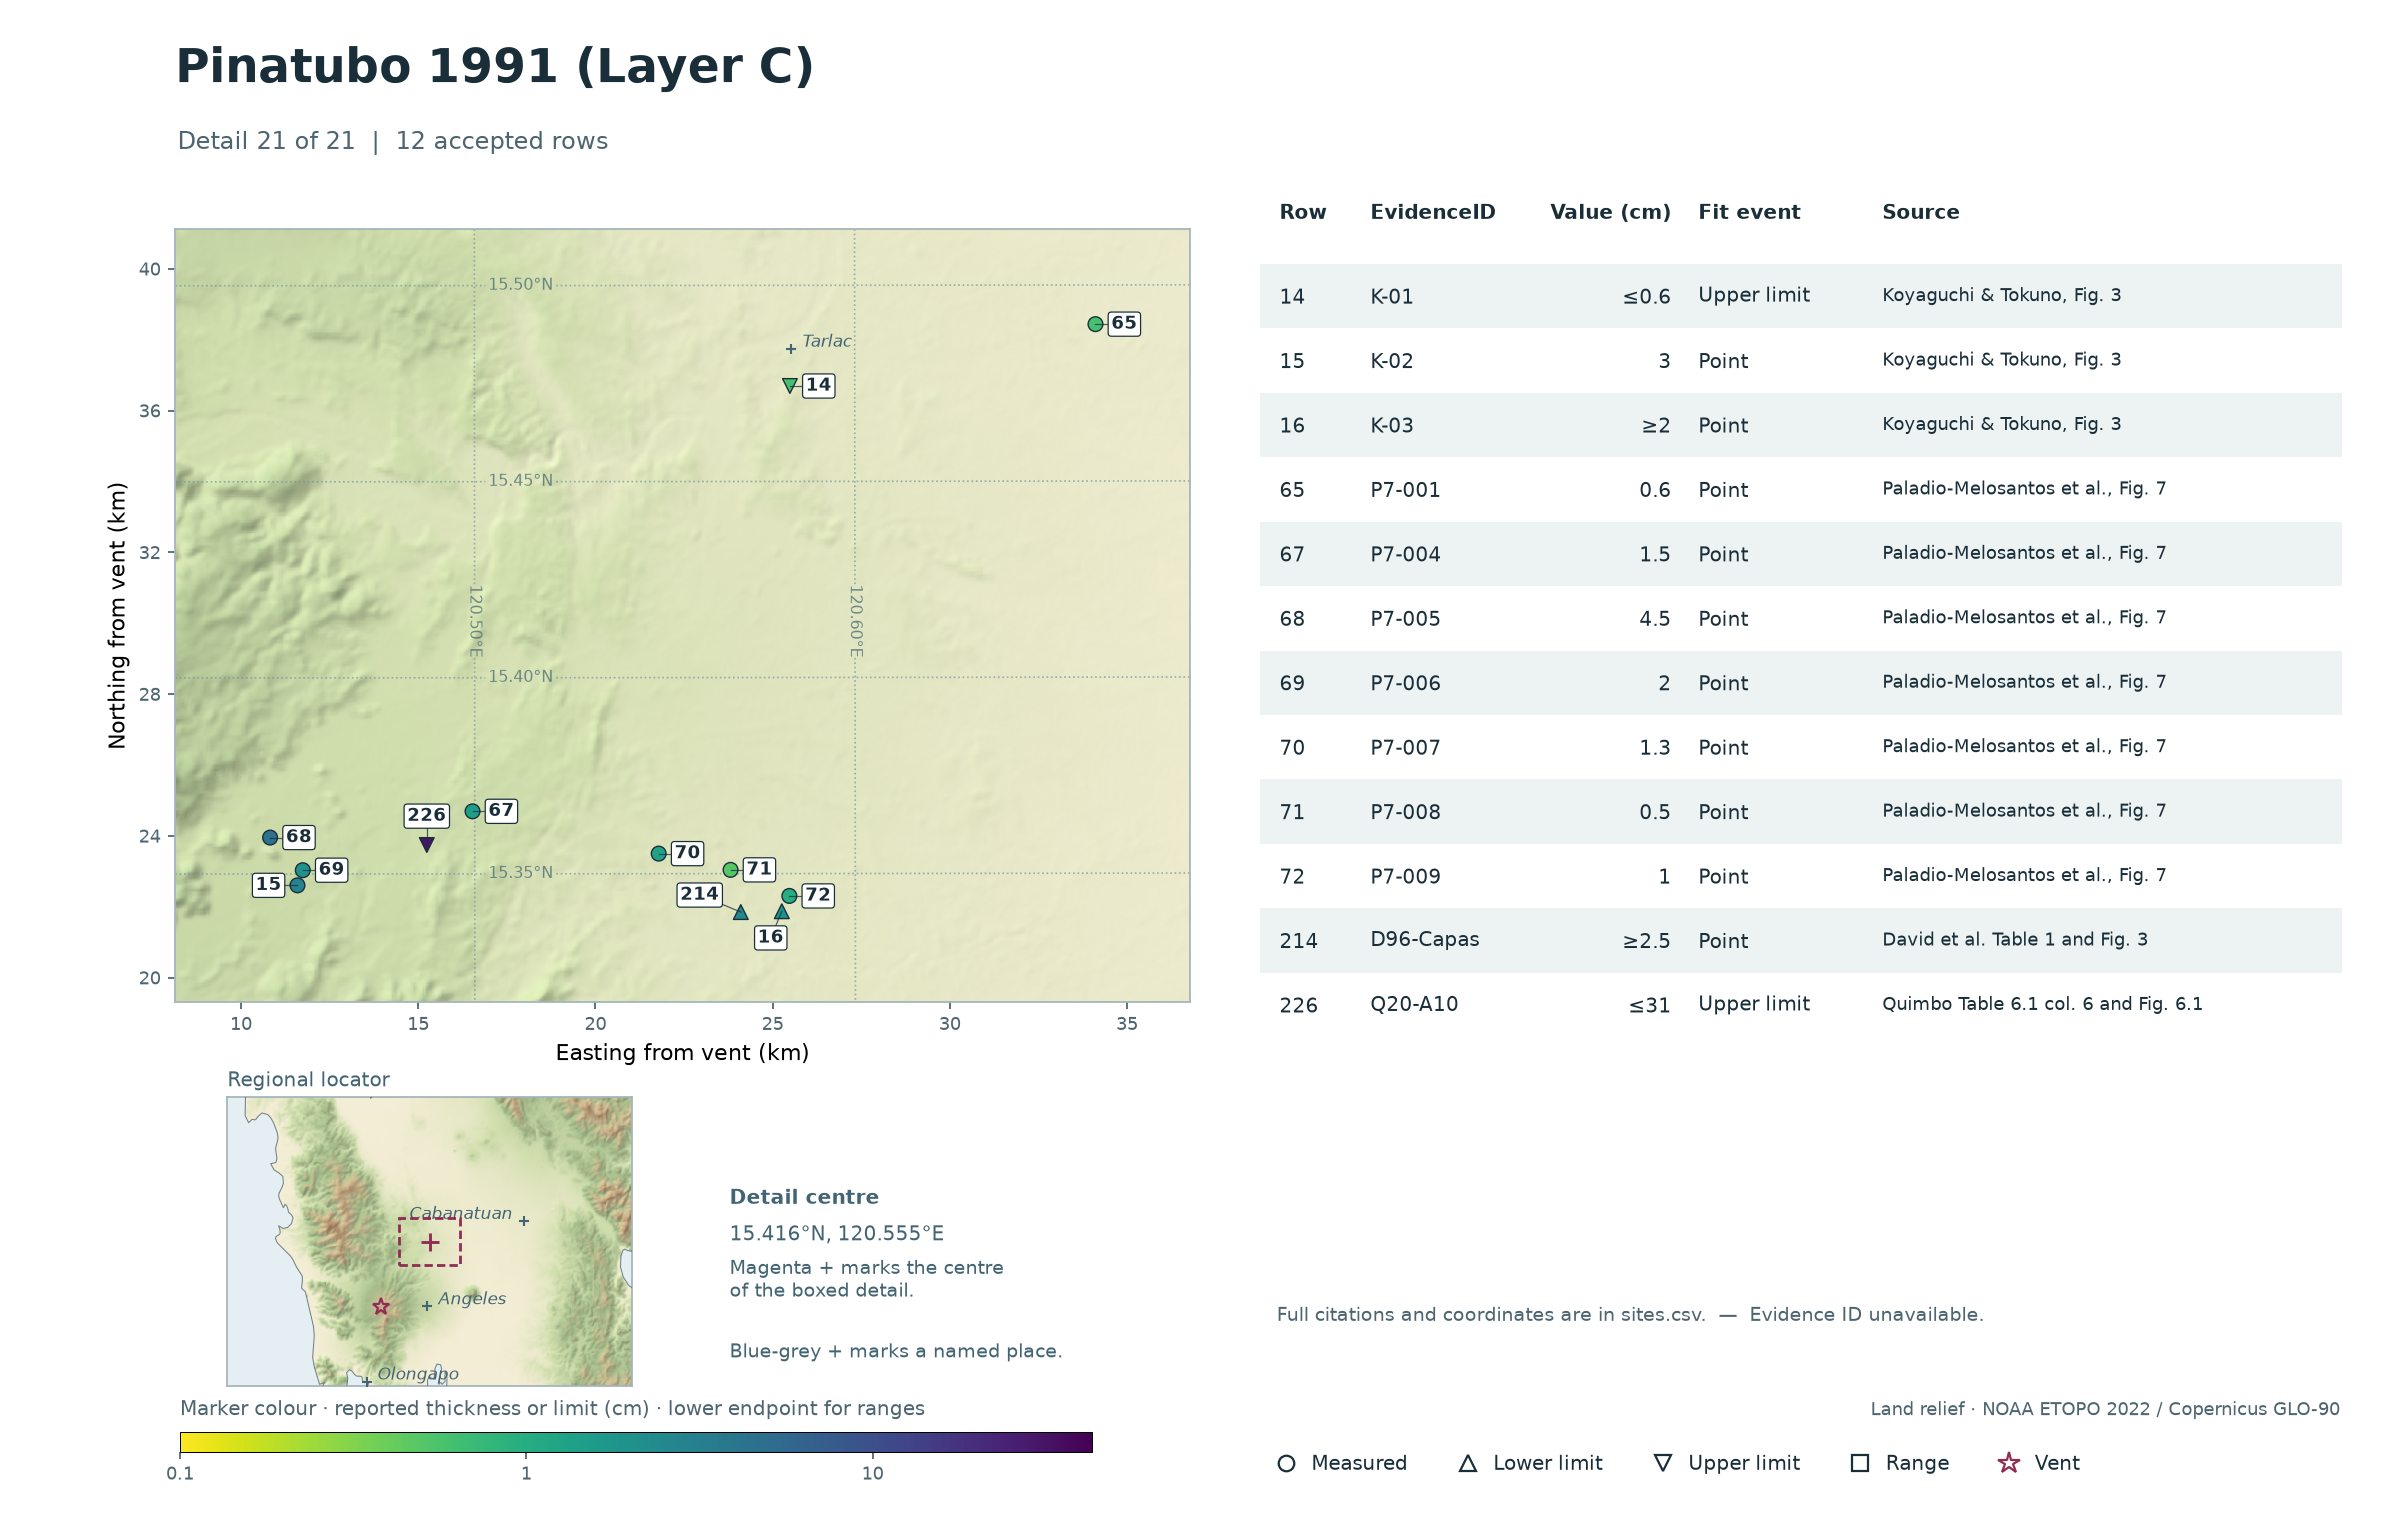 Pinatubo 1991 (Layer C)
Detail 21 of 21 | 12 accepted rows
Row EvidenceID Value (cm) Fit event Source
14 K-01 ≤0.6 Upper limit Koyaguchi & Tokuno, Fig. 3
15 K-02 3 Point Koyaguchi & Tokuno, Fig. 3
16 K-03 ≥2 Point Koyaguchi & Tokuno, Fig. 3
65 P7-001 0.6 Point Paladio-Melosantos et al., Fig. 7
67 P7-004 1.5 Point Paladio-Melosantos et al., Fig. 7
68 P7-005 4.5 Point Paladio-Melosantos et al., Fig. 7
69 P7-006 2 Point Paladio-Melosantos et al., Fig. 7
70 P7-007 1.3 Point Paladio-Melosantos et al., Fig. 7
71 P7-008 0.5 Point Paladio-Melosantos et al., Fig. 7
72 P7-009 1 Point Paladio-Melosantos et al., Fig. 7
214 D96-Capas ≥2.5 Point David et al. Table 1 and Fig. 3
226 Q20-A10 ≤31 Upper limit Quimbo Table 6.1 col. 6 and Fig. 6.1
Northing from vent (km)
40
36
32
28
24
20
15.50°N
15.45°N
15.40°N
15.35°N
120.50°E
120.60°E
65
Tarlac
14
226
67
68
69
15
70
71
214
72
16
10 15 20 25 30 35
Easting from vent (km)
Regional locator
Cabanatuan
Angeles
Olongapo
Detail centre
15.416°N, 120.555°E
Magenta + marks the centre
of the boxed detail.
Blue-grey + marks a named place.
Full citations and coordinates are in sites.csv. — Evidence ID unavailable.
Marker colour · reported thickness or limit (cm) · lower endpoint for ranges
0.1 1 10
Land relief · NOAA ETOPO 2022 / Copernicus GLO-90
Measured Lower limit Upper limit Range Vent